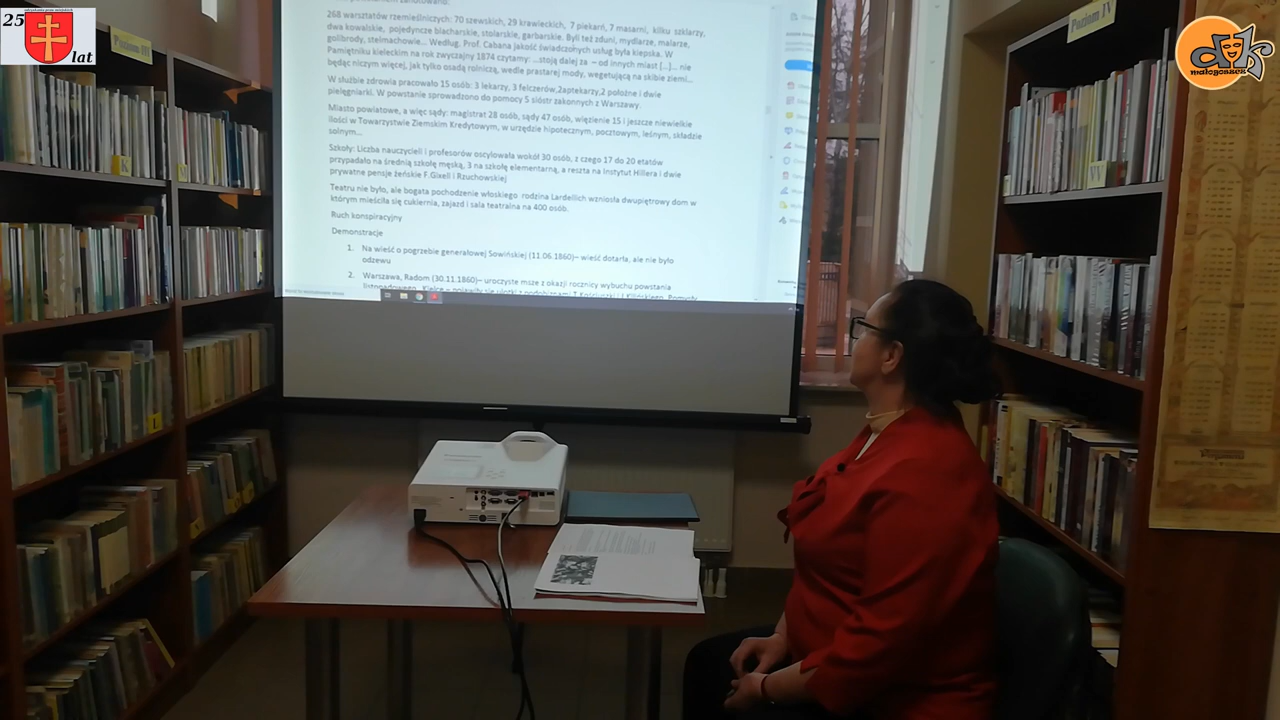 25
lat
Poziom III
Poziom IV
małogoszcz
268 warsztatów rzemieślniczych: 70 szewskich, 29 krawieckich, 7 piekarń, 7 masarni, kilku szklarzy,
dwa kowalskie, pojedyncze blacharskie, stolarskie, garbarskie. Byli też zduni, mydlarze, malarze,
golibrody, stelmachowie... Według. Prof. Cabana jakość świadczonych usług była kiepska. W
Pamiętniku kieleckim na rok zwyczajny 1874 czytamy: ...stoją dalej za – od innych miast [...]... nie
będąc niczym więcej, jak tylko osadą rolniczą, wedle prastarej mody, wegetującą na skibie ziemi...
W służbie zdrowia pracowało 15 osób: 3 lekarzy, 3 felczerów,2aptekarzy,2 położne i dwie
pielęgniarki. W powstanie sprowadzono do pomocy 5 sióstr zakonnych z Warszawy.
Miasto powiatowe, a więc sądy: magistrat 28 osób, sądy 47 osób, więzienie 15 i jeszcze niewielkie
ilości w Towarzystwie Ziemskim Kredytowym, w urzędzie hipotecznym, pocztowym, leśnym, składzie
solnym...
Szkoły: Liczba nauczycieli i profesorów oscylowała wokół 30 osób, z czego 17 do 20 etatów
przypadało na średnią szkołę męską, 3 na szkołę elementarną, a reszta na Instytut Hillera i dwie
prywatne pensje żeńskie F.Gixell i Rzuchowskiej
Teatru nie było, ale bogata pochodzenie włoskiego rodzina Lardellich wzniosła dwupiętrowy dom w
którym mieściła się cukiernia, zajazd i sala teatralna na 400 osób.
Ruch konspiracyjny
Demonstracje
1. Na wieść o pogrzebie generałowej Sowińskiej (11.06.1860)– wieść dotarła, ale nie było
odzewu
2. Warszawa, Radom (30.11.1860)– uroczyste msze z okazji rocznicy wybuchu powstania
listopadowego. Kielce – pojawiły się ulotki z podobiznami T.Kościuszki i J.Kilińskiego. Pomysły